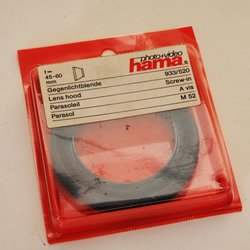 photo+video
hama
f=
45-60
mm
Gegenlichtblende 933/520
Lens hood Screw-in
Parasoleil A vis
Parasol M 52